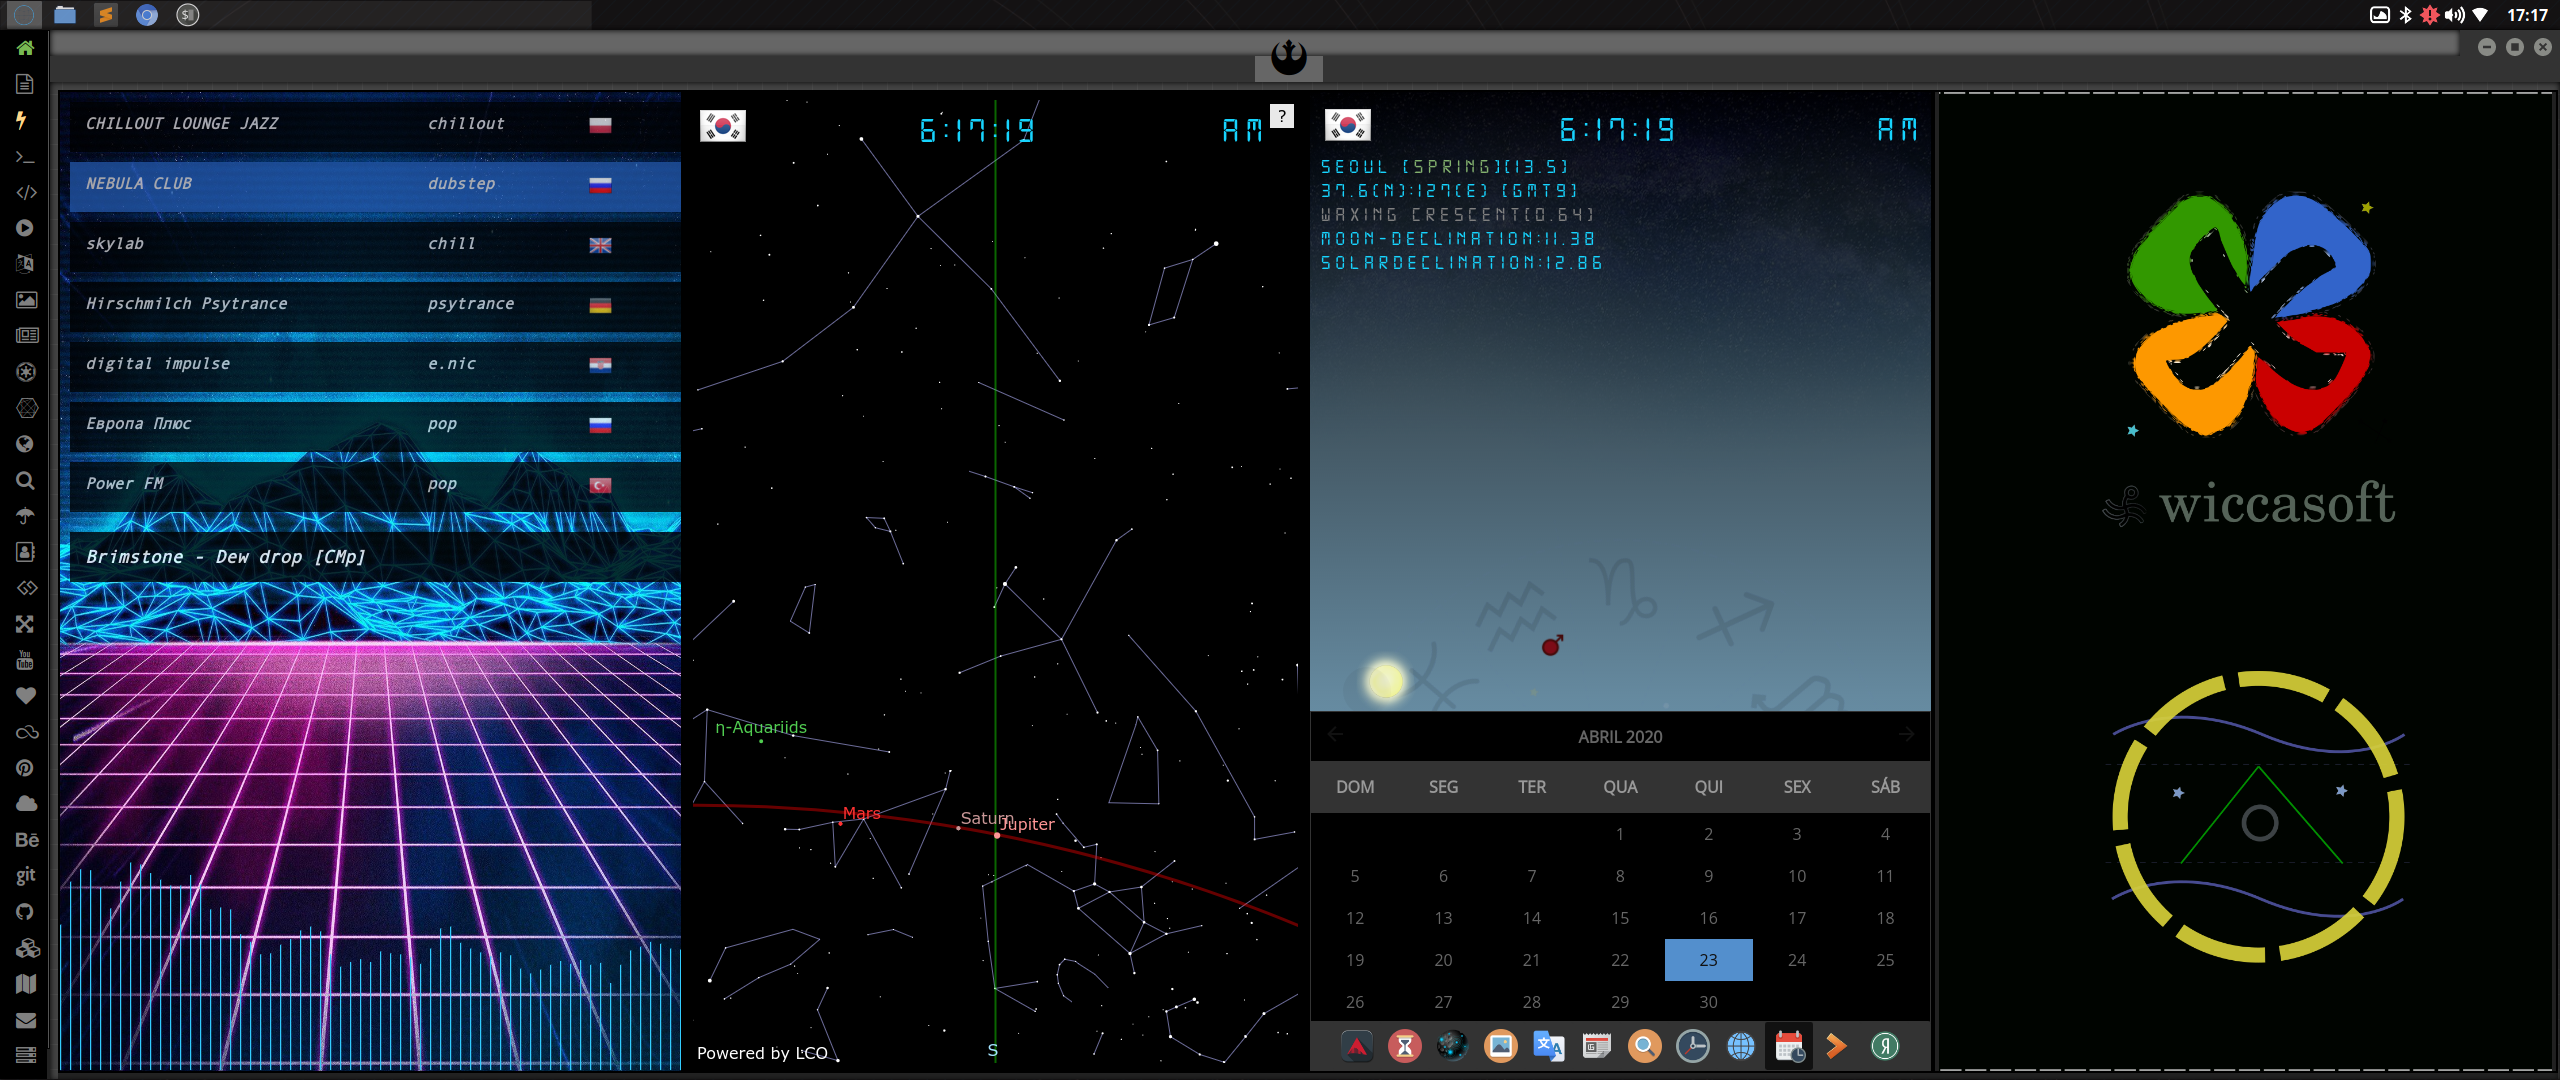 17:17
CHILLOUT LOUNGE JAZZ chillout
NEBULA CLUB dubstep
skylab chill
Hirschmilch Psytrance psytrance
digital impulse e.nic
Европа Плюс pop
Power FM pop
Brimstone - Dew drop [CMp]
You
Tube
Bē
git
6:17:19 AM ?
η-Aquariids
Mars
Saturn
Jupiter
Powered by LCO
S
6:17:19 AM
SEOUL [SPRING][13.5]
37.6(N):127(E) [GMT9]
WAXING CRESCENT[0.64]
MOON-DECLINATION:11.38
SOLARDECLINATION:12.86
ABRIL 2020
DOM SEG TER QUA QUI SEX SÁB
1 2 3 4
5 6 7 8 9 10 11
12 13 14 15 16 17 18
19 20 21 22 23 24 25
26 27 28 29 30
wiccasoft